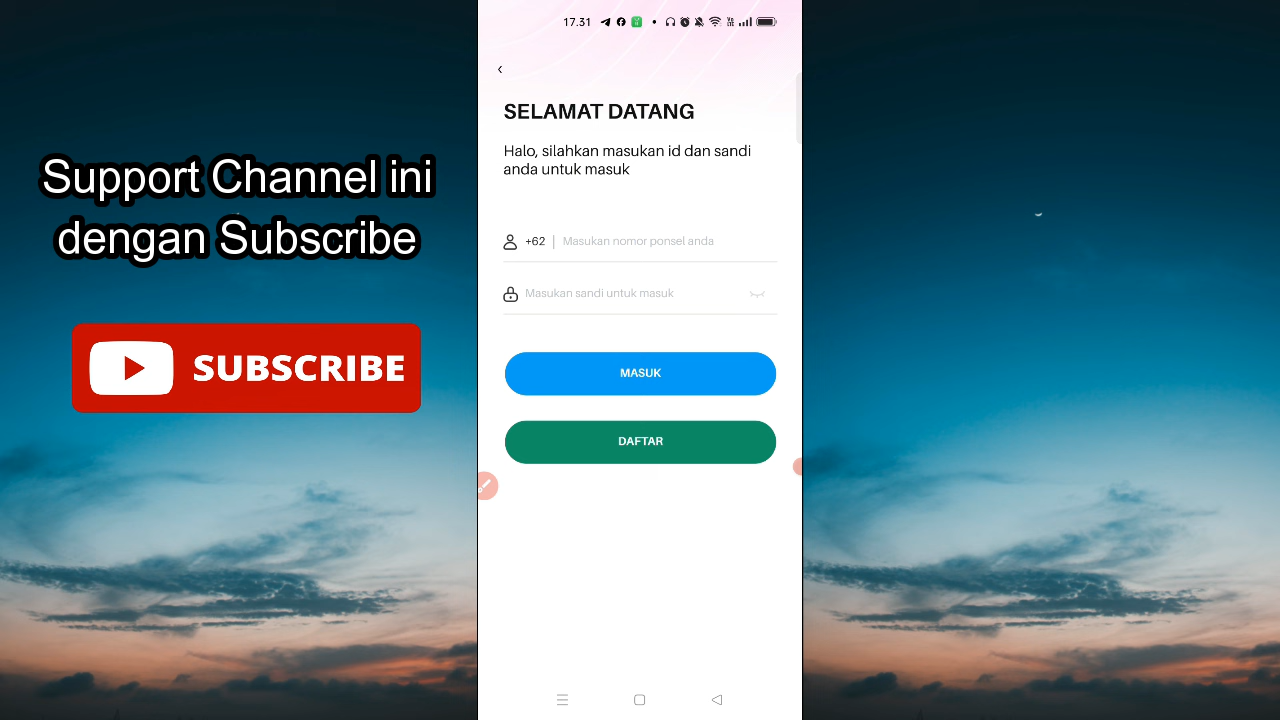 Support Channel ini
dengan Subscribe
SUBSCRIBE
17.31
SELAMAT DATANG
Halo, silahkan masukan id dan sandi
anda untuk masuk
+62 | Masukan nomor ponsel anda
Masukan sandi untuk masuk
MASUK
DAFTAR